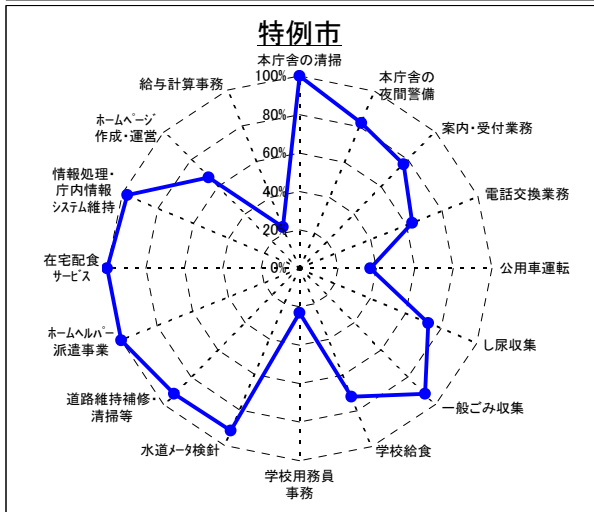 特例市
本庁舎の清掃
本庁舎の
夜間警備
案内・受付業務
電話交換業務
公用車運転
し尿収集
一般ごみ収集
学校給食
学校用務員
事務
水道メータ検針
道路維持補修・
清掃等
ホームヘルパー
派遣事業
在宅配食
サービス
情報処理・
庁内情報
システム維持
ホームページ
作成・運営
給与計算事務
100%
80%
60%
40%
20%
0%